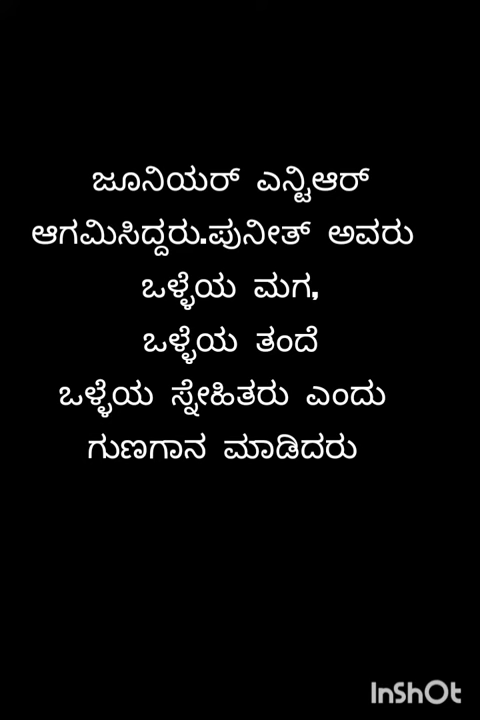 ಜೂನಿಯರ್ ಎನ್ಟಿಆರ್
ಆಗಮಿಸಿದ್ದರು.ಪುನೀತ್ ಅವರು
ಒಳ್ಳೆಯ ಮಗ,
ಒಳ್ಳೆಯ ತಂದೆ
ಒಳ್ಳೆಯ ಸ್ನೇಹಿತರು ಎಂದು
ಗುಣಗಾನ ಮಾಡಿದರು
InShOt